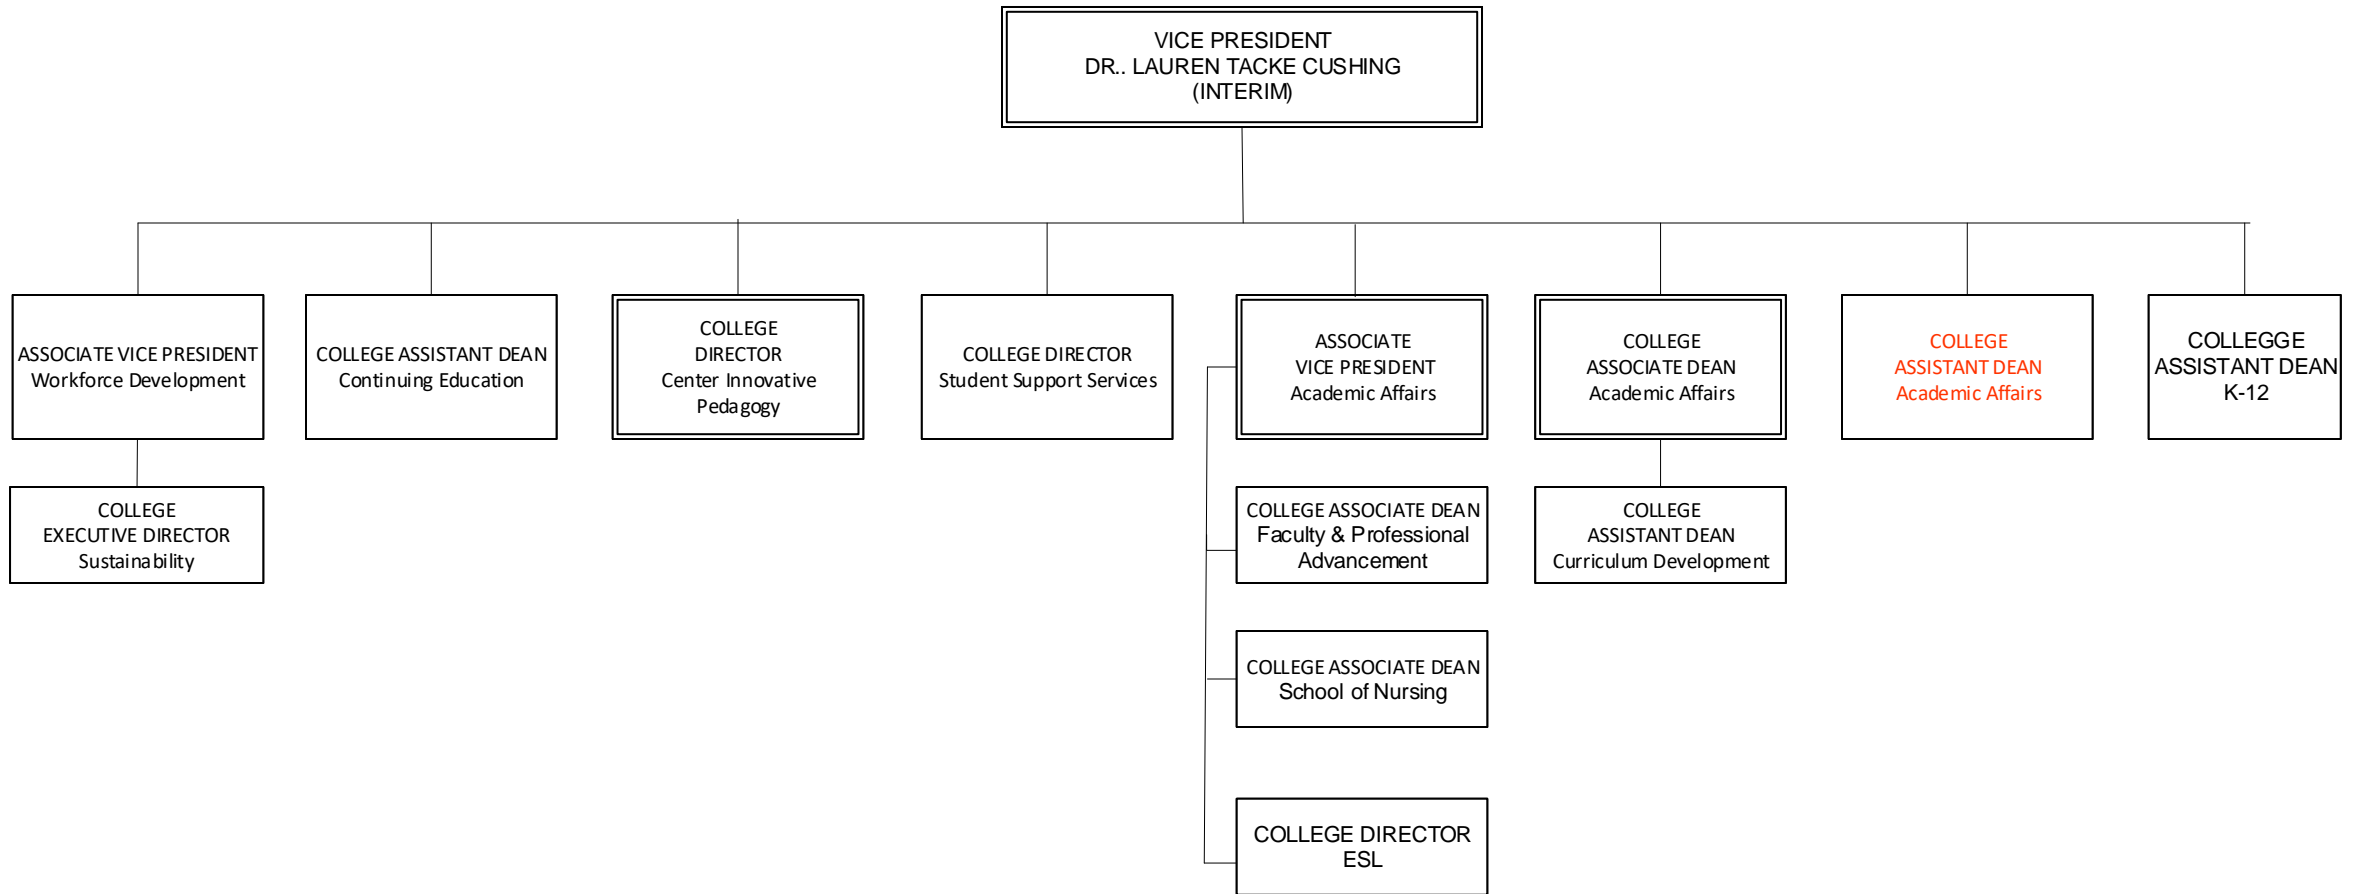 VICE PRESIDENT
DR.. LAUREN TACKE CUSHING
(INTERIM)
ASSOCIATE VICE PRESIDENT
Workforce Development
COLLEGE ASSISTANT DEAN
Continuing Education
COLLEGE
DIRECTOR
Center Innovative
Pedagogy
COLLEGE DIRECTOR
Student Support Services
ASSOCIATE
VICE PRESIDENT
Academic Affairs
COLLEGE
ASSOCIATE DEAN
Academic Affairs
COLLEGE
ASSISTANT DEAN
Academic Affairs
COLLEGGE
ASSISTANT DEAN
K-12
COLLEGE
EXECUTIVE DIRECTOR
Sustainability
COLLEGE ASSOCIATE DEAN
Faculty & Professional
Advancement
COLLEGE
ASSISTANT DEAN
Curriculum Development
COLLEGE ASSOCIATE DEAN
School of Nursing
COLLEGE DIRECTOR
ESL